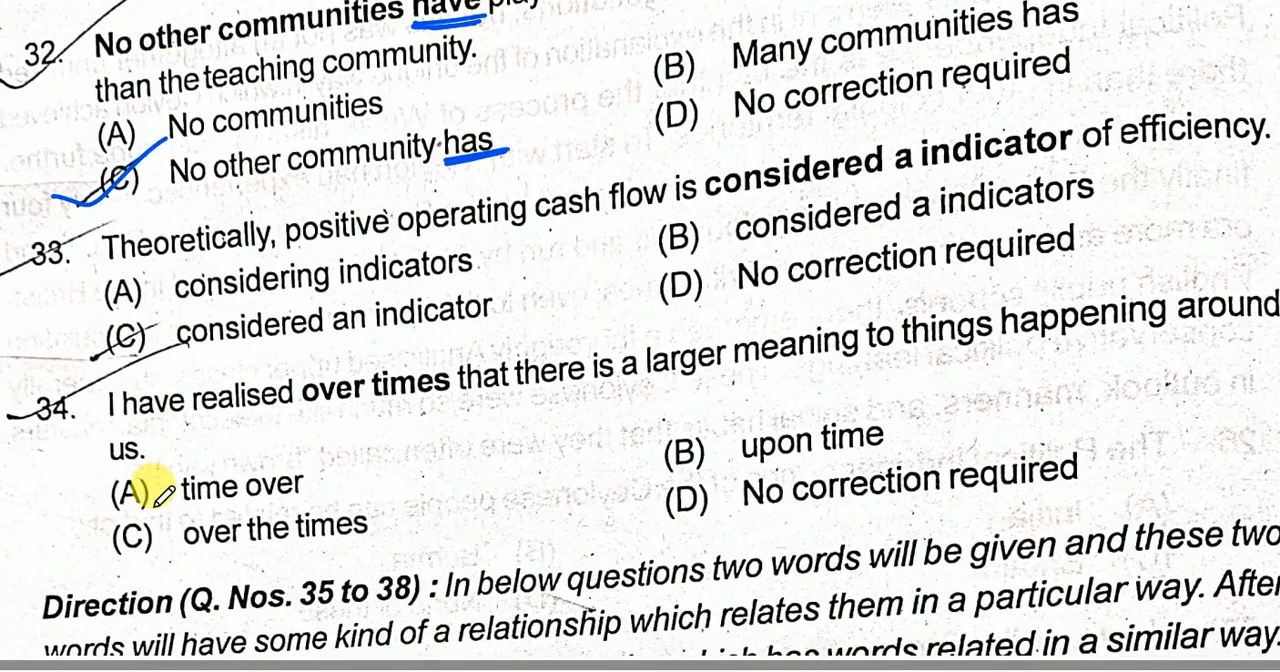 32. No other communities have
than the teaching community.
(A) No communities
(B) Many communities has
(C) No other community has
(D) No correction required
33. Theoretically, positive operating cash flow is considered a indicator of efficiency.
(A) considering indicators
(B) considered a indicators
(C) considered an indicator
(D) No correction required
34. I have realised over times that there is a larger meaning to things happening around
us.
(A) time over
(B) upon time
(C) over the times
(D) No correction required
Direction (Q. Nos. 35 to 38) : In below questions two words will be given and these two
words will have some kind of a relationship which relates them in a particular way. After
words related in a similar way.